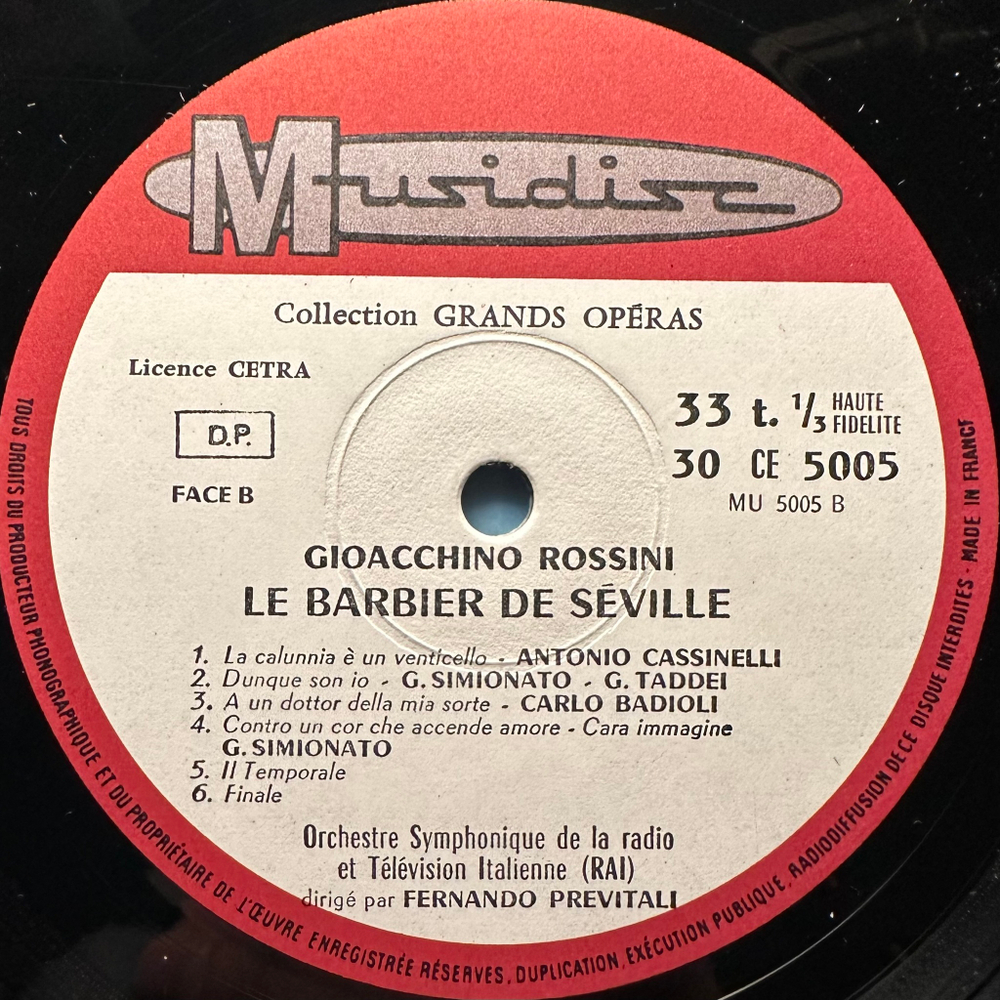 Musidisc
Collection GRANDS OPÉRAS
Licence CETRA
D.P.
FACE B
33 t. 1/3 HAUTE FIDELITE
30 CE 5005
MU 5005 B
GIOACCHINO ROSSINI
LE BARBIER DE SÉVILLE
1. La calunnia è un venticello - ANTONIO CASSINELLI
2. Dunque son io - G. SIMIONATO - G. TADDEI
3. A un dottor della mia sorte - CARLO BADIOLI
4. Contro un cor che accende amore - Cara immagine
G. SIMIONATO
5. Il Temporale
6. Finale
Orchestre Symphonique de la radio
et Télévision Italienne (RAI)
dirigé par FERNANDO PREVITALI
TOUS DROITS DU PRODUCTEUR PHONOGRAPHIQUE ET DU PROPRIÉTAIRE DE L'ŒUVRE ENREGISTRÉE RÉSERVES, DUPLICATION, EXÉCUTION PUBLIQUE, RADIODIFFUSION DE CE DISQUE INTERDITES - MADE IN FRANCE